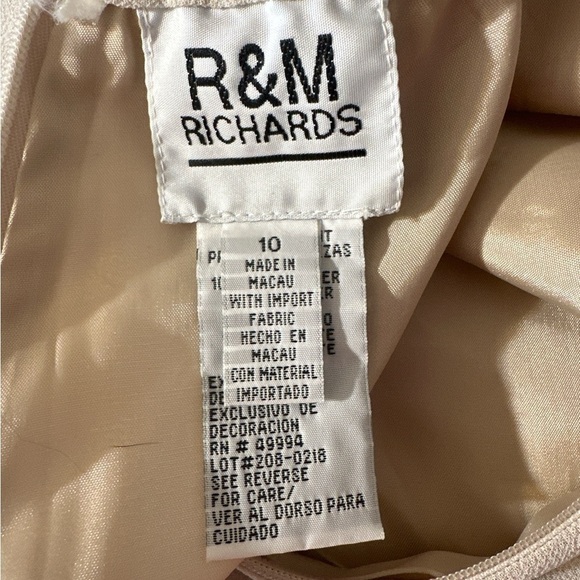 R&M
RICHARDS
10
MADE IN
MACAU
WITH IMPORT
FABRIC
HECHO EN
MACAU
CON MATERIAL
IMPORTADO
EXCLUSIVO DE
DECORACION
RN # 49994
LOT#208-0218
SEE REVERSE
FOR CARE/
VER AL DORSO PARA
CUIDADO